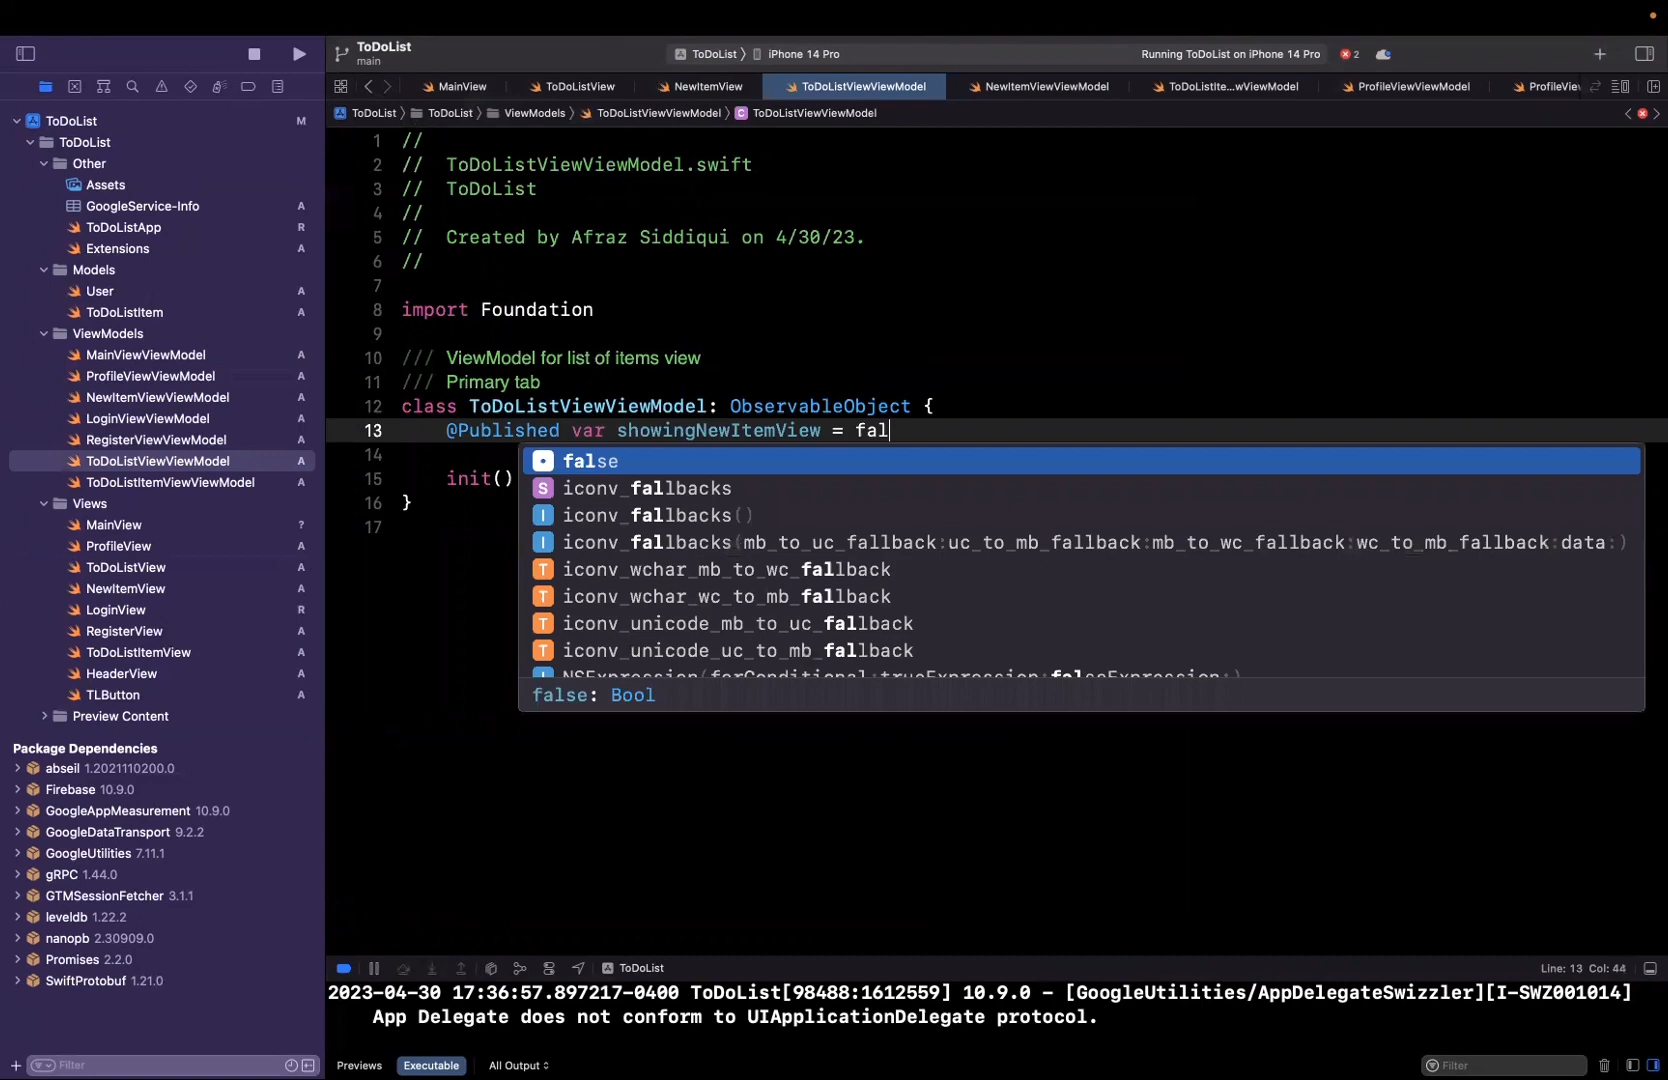 ToDoList
main
ToDoList 〉 iPhone 14 Pro
Running ToDoList on iPhone 14 Pro
2
MainView
ToDoListView
NewItemView
ToDoListViewViewModel
NewItemViewViewModel
ToDoListIte...wViewModel
ProfileViewViewModel
ProfileView
ToDoList 〉 ToDoList 〉 ViewModels 〉 ToDoListViewViewModel 〉 C ToDoListViewViewModel
ToDoList M
ToDoList
Other
Assets
GoogleService-Info A
ToDoListApp R
Extensions A
Models
User A
ToDoListItem A
ViewModels
MainViewViewModel A
ProfileViewViewModel A
NewItemViewViewModel A
LoginViewViewModel A
RegisterViewViewModel A
ToDoListViewViewModel A
ToDoListItemViewViewModel A
Views
MainView ?
ProfileView A
ToDoListView A
NewItemView A
LoginView R
RegisterView A
ToDoListItemView A
HeaderView A
TLButton A
Preview Content
Package Dependencies
abseil 1.2021110200.0
Firebase 10.9.0
GoogleAppMeasurement 10.9.0
GoogleDataTransport 9.2.2
GoogleUtilities 7.11.1
gRPC 1.44.0
GTMSessionFetcher 3.1.1
leveldb 1.22.2
nanopb 2.30909.0
Promises 2.2.0
SwiftProtobuf 1.21.0
Filter
1 //
2 //  ToDoListViewViewModel.swift
3 //  ToDoList
4 //
5 //  Created by Afraz Siddiqui on 4/30/23.
6 //
7
8 import Foundation
9
10 /// ViewModel for list of items view
11 /// Primary tab
12 class ToDoListViewViewModel: ObservableObject {
13     @Published var showingNewItemView = fal
14
15     init()
16 }
17
false
S iconv_fallbacks
I iconv_fallbacks()
I iconv_fallbacks(mb_to_uc_fallback:uc_to_mb_fallback:mb_to_wc_fallback:wc_to_mb_fallback:data:)
T iconv_wchar_mb_to_wc_fallback
T iconv_wchar_wc_to_mb_fallback
T iconv_unicode_mb_to_uc_fallback
T iconv_unicode_uc_to_mb_fallback
I NSExpression(forConditional:trueExpression:falseExpression:)
false: Bool
ToDoList
Line: 13 Col: 44
2023-04-30 17:36:57.897217-0400 ToDoList[98488:1612559] 10.9.0 - [GoogleUtilities/AppDelegateSwizzler][I-SWZ001014]
App Delegate does not conform to UIApplicationDelegate protocol.
Previews
Executable
All Output
Filter